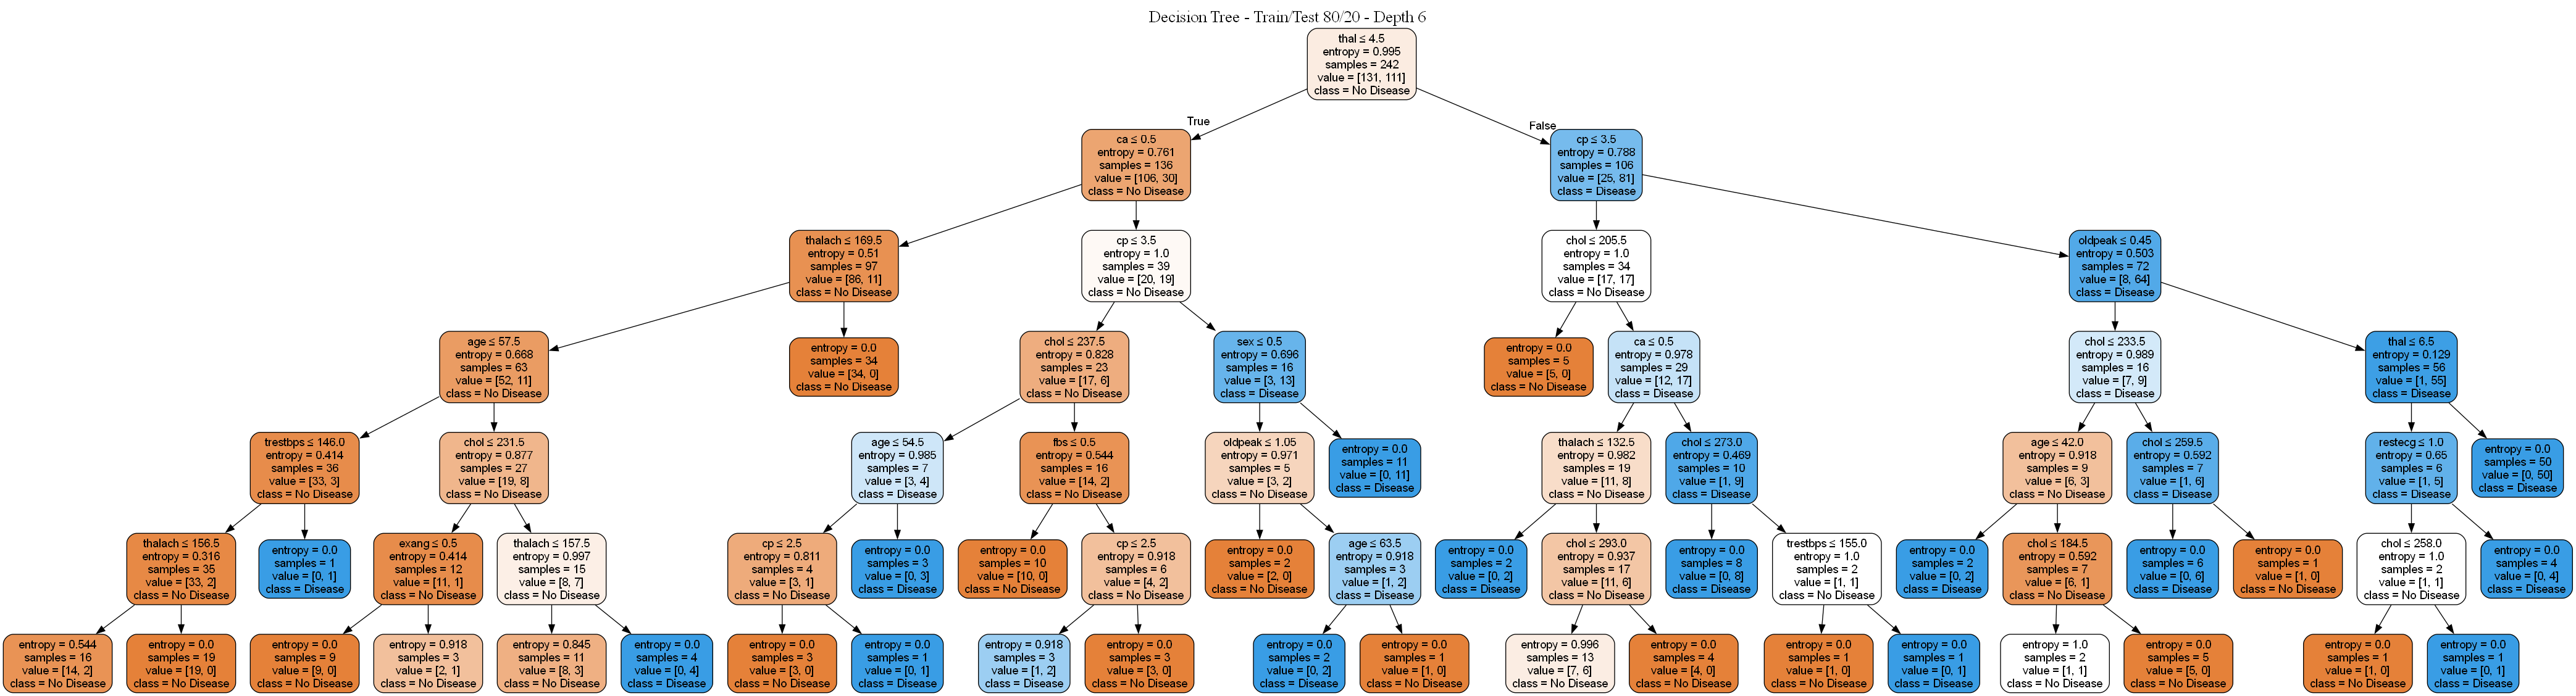 Decision Tree - Train/Test 80/20 - Depth 6
thal ≤ 4.5
entropy = 0.995
samples = 242
value = [131, 111]
class = No Disease
True
False
ca ≤ 0.5
entropy = 0.761
samples = 136
value = [106, 30]
class = No Disease
cp ≤ 3.5
entropy = 0.788
samples = 106
value = [25, 81]
class = Disease
thalach ≤ 169.5
entropy = 0.51
samples = 97
value = [86, 11]
class = No Disease
cp ≤ 3.5
entropy = 1.0
samples = 39
value = [20, 19]
class = No Disease
chol ≤ 205.5
entropy = 1.0
samples = 34
value = [17, 17]
class = No Disease
oldpeak ≤ 0.45
entropy = 0.503
samples = 72
value = [8, 64]
class = Disease
age ≤ 57.5
entropy = 0.668
samples = 63
value = [52, 11]
class = No Disease
entropy = 0.0
samples = 34
value = [34, 0]
class = No Disease
chol ≤ 237.5
entropy = 0.828
samples = 23
value = [17, 6]
class = No Disease
sex ≤ 0.5
entropy = 0.696
samples = 16
value = [3, 13]
class = Disease
entropy = 0.0
samples = 5
value = [5, 0]
class = No Disease
ca ≤ 0.5
entropy = 0.978
samples = 29
value = [12, 17]
class = Disease
chol ≤ 233.5
entropy = 0.989
samples = 16
value = [7, 9]
class = Disease
thal ≤ 6.5
entropy = 0.129
samples = 56
value = [1, 55]
class = Disease
trestbps ≤ 146.0
entropy = 0.414
samples = 36
value = [33, 3]
class = No Disease
chol ≤ 231.5
entropy = 0.877
samples = 27
value = [19, 8]
class = No Disease
age ≤ 54.5
entropy = 0.985
samples = 7
value = [3, 4]
class = Disease
fbs ≤ 0.5
entropy = 0.544
samples = 16
value = [14, 2]
class = No Disease
oldpeak ≤ 1.05
entropy = 0.971
samples = 5
value = [3, 2]
class = No Disease
entropy = 0.0
samples = 11
value = [0, 11]
class = Disease
thalach ≤ 132.5
entropy = 0.982
samples = 19
value = [11, 8]
class = No Disease
chol ≤ 273.0
entropy = 0.469
samples = 10
value = [1, 9]
class = Disease
age ≤ 42.0
entropy = 0.918
samples = 9
value = [6, 3]
class = No Disease
chol ≤ 259.5
entropy = 0.592
samples = 7
value = [1, 6]
class = Disease
restecg ≤ 1.0
entropy = 0.65
samples = 6
value = [1, 5]
class = Disease
entropy = 0.0
samples = 50
value = [0, 50]
class = Disease
thalach ≤ 156.5
entropy = 0.316
samples = 35
value = [33, 2]
class = No Disease
entropy = 0.0
samples = 1
value = [0, 1]
class = Disease
exang ≤ 0.5
entropy = 0.414
samples = 12
value = [11, 1]
class = No Disease
thalach ≤ 157.5
entropy = 0.997
samples = 15
value = [8, 7]
class = No Disease
cp ≤ 2.5
entropy = 0.811
samples = 4
value = [3, 1]
class = No Disease
entropy = 0.0
samples = 3
value = [0, 3]
class = Disease
entropy = 0.0
samples = 10
value = [10, 0]
class = No Disease
cp ≤ 2.5
entropy = 0.918
samples = 6
value = [4, 2]
class = No Disease
entropy = 0.0
samples = 2
value = [2, 0]
class = No Disease
age ≤ 63.5
entropy = 0.918
samples = 3
value = [1, 2]
class = Disease
entropy = 0.0
samples = 2
value = [0, 2]
class = Disease
chol ≤ 293.0
entropy = 0.937
samples = 17
value = [11, 6]
class = No Disease
entropy = 0.0
samples = 8
value = [0, 8]
class = Disease
trestbps ≤ 155.0
entropy = 1.0
samples = 2
value = [1, 1]
class = No Disease
entropy = 0.0
samples = 2
value = [0, 2]
class = Disease
chol ≤ 184.5
entropy = 0.592
samples = 7
value = [6, 1]
class = No Disease
entropy = 0.0
samples = 6
value = [0, 6]
class = Disease
entropy = 0.0
samples = 1
value = [1, 0]
class = No Disease
chol ≤ 258.0
entropy = 1.0
samples = 2
value = [1, 1]
class = No Disease
entropy = 0.0
samples = 4
value = [0, 4]
class = Disease
entropy = 0.544
samples = 16
value = [14, 2]
class = No Disease
entropy = 0.0
samples = 19
value = [19, 0]
class = No Disease
entropy = 0.0
samples = 9
value = [9, 0]
class = No Disease
entropy = 0.918
samples = 3
value = [2, 1]
class = No Disease
entropy = 0.845
samples = 11
value = [8, 3]
class = No Disease
entropy = 0.0
samples = 4
value = [0, 4]
class = Disease
entropy = 0.0
samples = 3
value = [3, 0]
class = No Disease
entropy = 0.0
samples = 1
value = [0, 1]
class = Disease
entropy = 0.918
samples = 3
value = [1, 2]
class = Disease
entropy = 0.0
samples = 3
value = [3, 0]
class = No Disease
entropy = 0.0
samples = 2
value = [0, 2]
class = Disease
entropy = 0.0
samples = 1
value = [1, 0]
class = No Disease
entropy = 0.996
samples = 13
value = [7, 6]
class = No Disease
entropy = 0.0
samples = 4
value = [4, 0]
class = No Disease
entropy = 0.0
samples = 1
value = [1, 0]
class = No Disease
entropy = 0.0
samples = 1
value = [0, 1]
class = Disease
entropy = 1.0
samples = 2
value = [1, 1]
class = No Disease
entropy = 0.0
samples = 5
value = [5, 0]
class = No Disease
entropy = 0.0
samples = 1
value = [1, 0]
class = No Disease
entropy = 0.0
samples = 1
value = [0, 1]
class = Disease